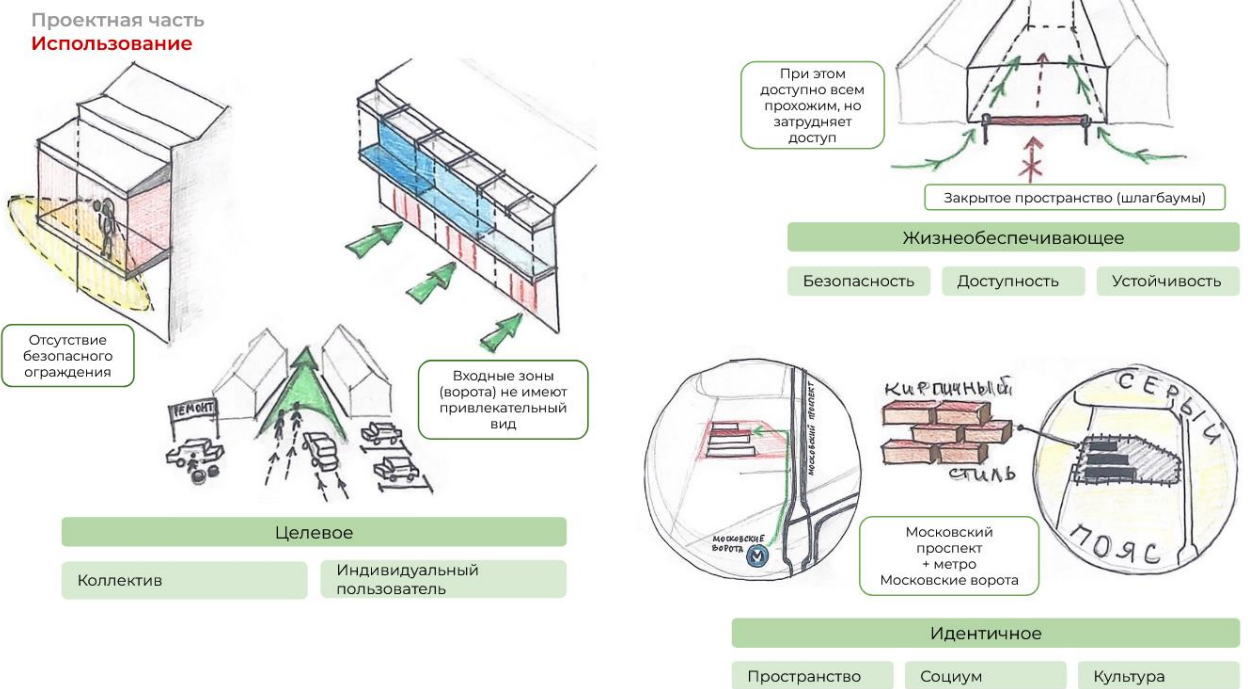 Проектная часть
Использование
Отсутствие
безопасного
ограждения
Входные зоны
(ворота) не имеют
привлекательный
вид
РЕМОНТ
Целевое
Коллектив
Индивидуальный
пользователь
При этом
доступно всем
прохожим, но
затрудняет
доступ
Закрытое пространство (шлагбаумы)
Жизнеобеспечивающее
Безопасность
Доступность
Устойчивость
МОСКОВСКИЙ ПРОСПЕКТ
МОСКОВСКИЕ
ВОРОТА
М
КИРПИЧНЫЙ
СТИЛЬ
СЕРЫЙ
ПОЯС
Московский
проспект
+ метро
Московские ворота
Идентичное
Пространство
Социум
Культура